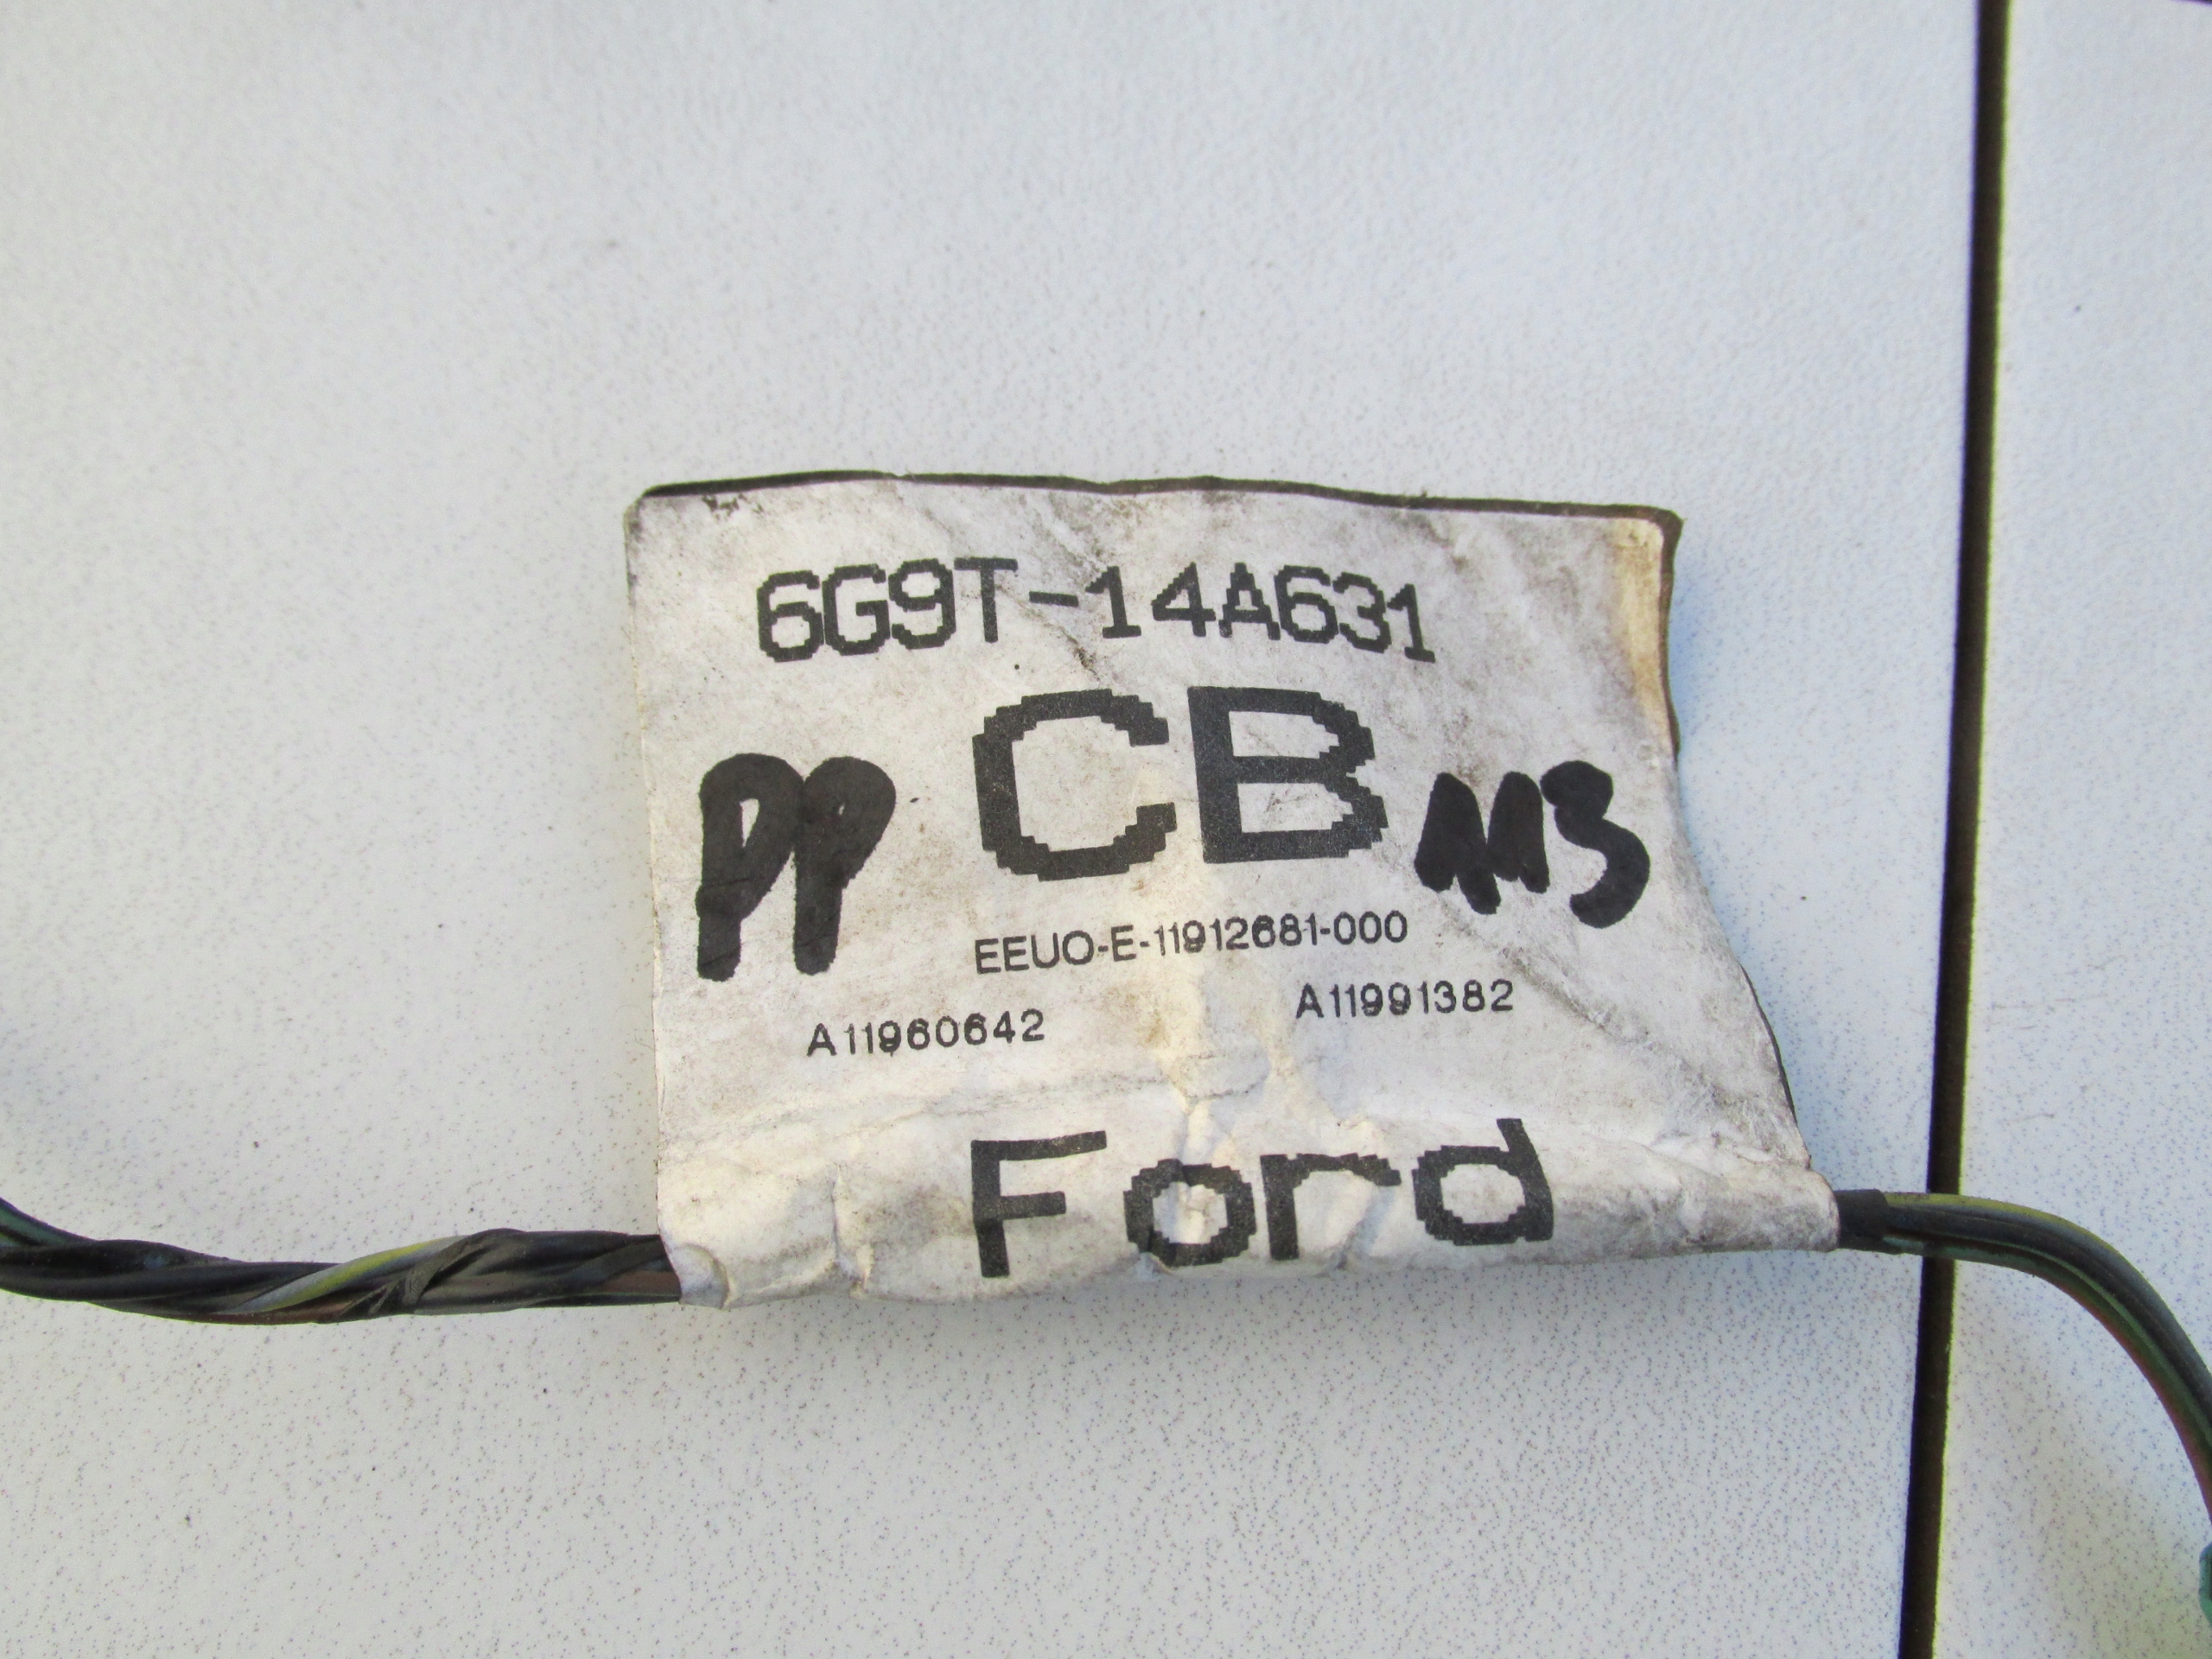 6G9T-14A631
PP CB M3
EEUO-E-11912681-000
A11960642 A11991382
Ford